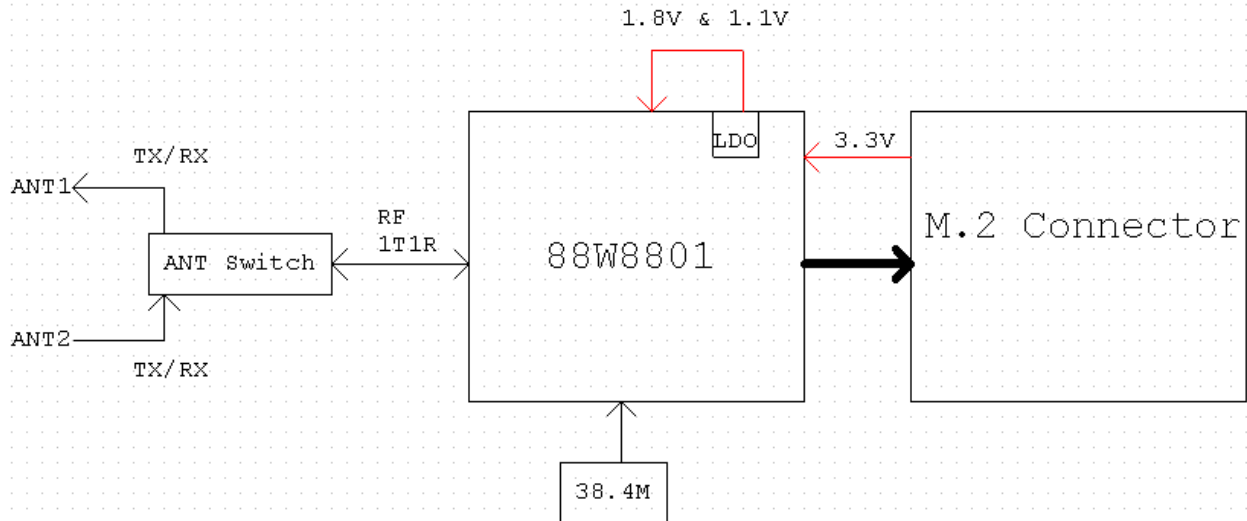 1.8V & 1.1V
LDO
3.3V
TX/RX
ANT1
RF
1T1R
ANT Switch
88W8801
M.2 Connector
ANT2
TX/RX
38.4M